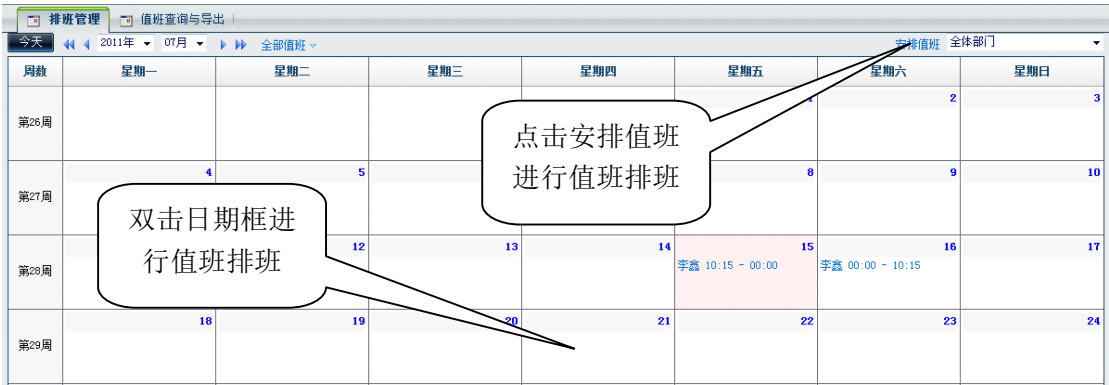 排班管理 值班查询与导出
今天 2011年 07月 全部值班 安排值班 全体部门
周数 星期一 星期二 星期三 星期四 星期五 星期六 星期日
1 2 3
第26周
点击安排值班
进行值班排班
4 5 8 9 10
第27周
双击日期框进
行值班排班
12 13 14 15 16 17
第28周
李鑫 10:15 - 00:00 李鑫 00:00 - 10:15
18 19 20 21 22 23 24
第29周